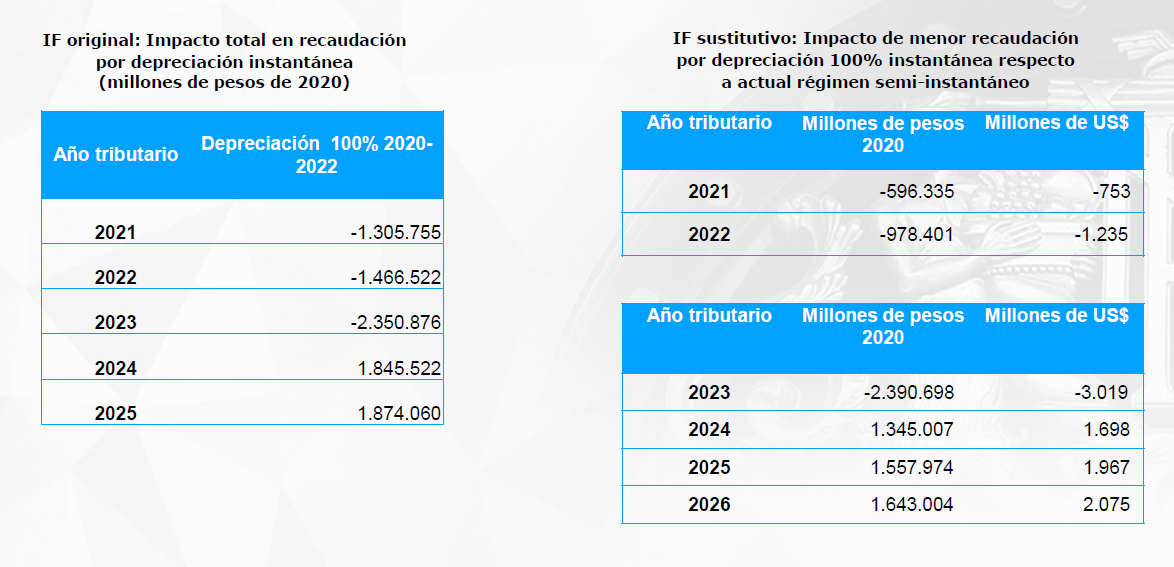 IF original: Impacto total en recaudación
por depreciación instantánea
(millones de pesos de 2020)
Año tributario Depreciación 100% 2020-
2022
2021 -1.305.755
2022 -1.466.522
2023 -2.350.876
2024 1.845.522
2025 1.874.060
IF sustitutivo: Impacto de menor recaudación
por depreciación 100% instantánea respecto
a actual régimen semi-instantáneo
Año tributario Millones de pesos Millones de US$
2020
2021 -596.335 -753
2022 -978.401 -1.235
Año tributario Millones de pesos Millones de US$
2020
2023 -2.390.698 -3.019
2024 1.345.007 1.698
2025 1.557.974 1.967
2026 1.643.004 2.075